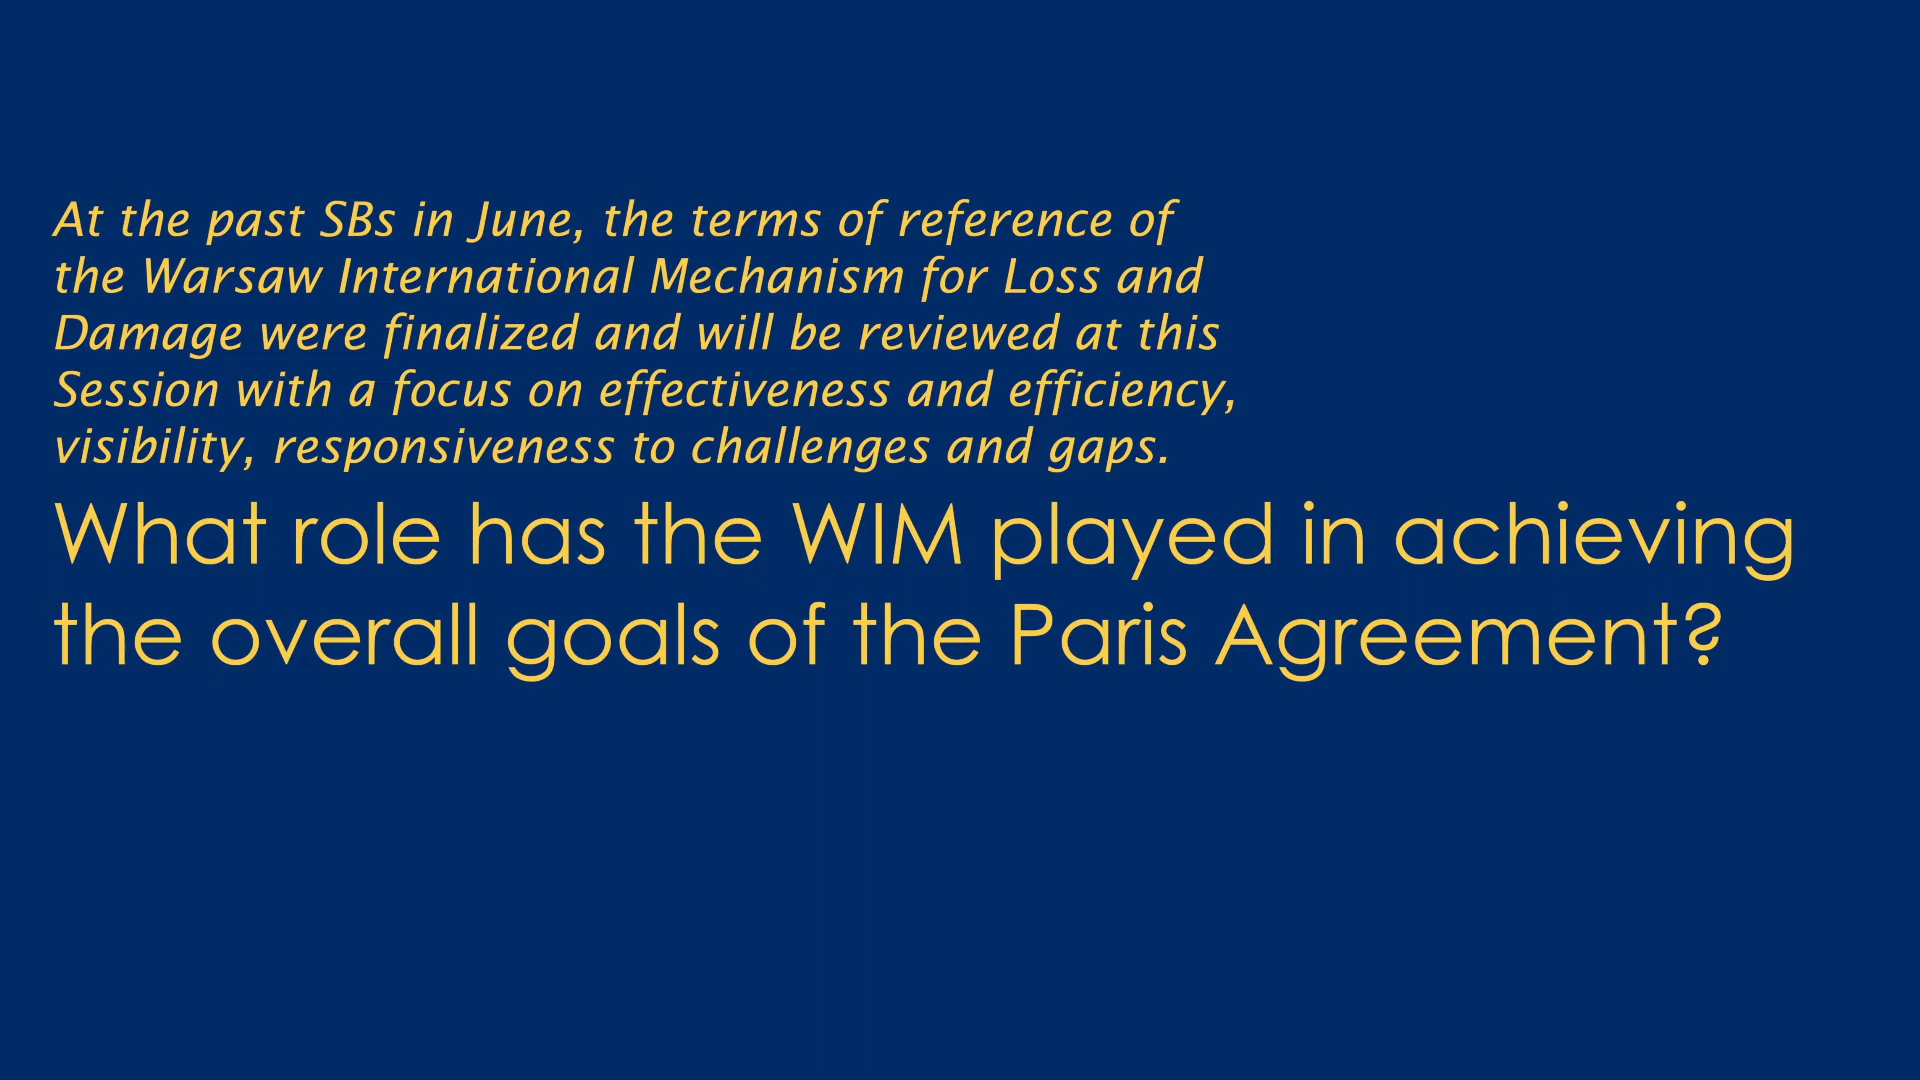 At the past SBs in June, the terms of reference of
the Warsaw International Mechanism for Loss and
Damage were finalized and will be reviewed at this
Session with a focus on effectiveness and efficiency,
visibility, responsiveness to challenges and gaps.
What role has the WIM played in achieving
the overall goals of the Paris Agreement?